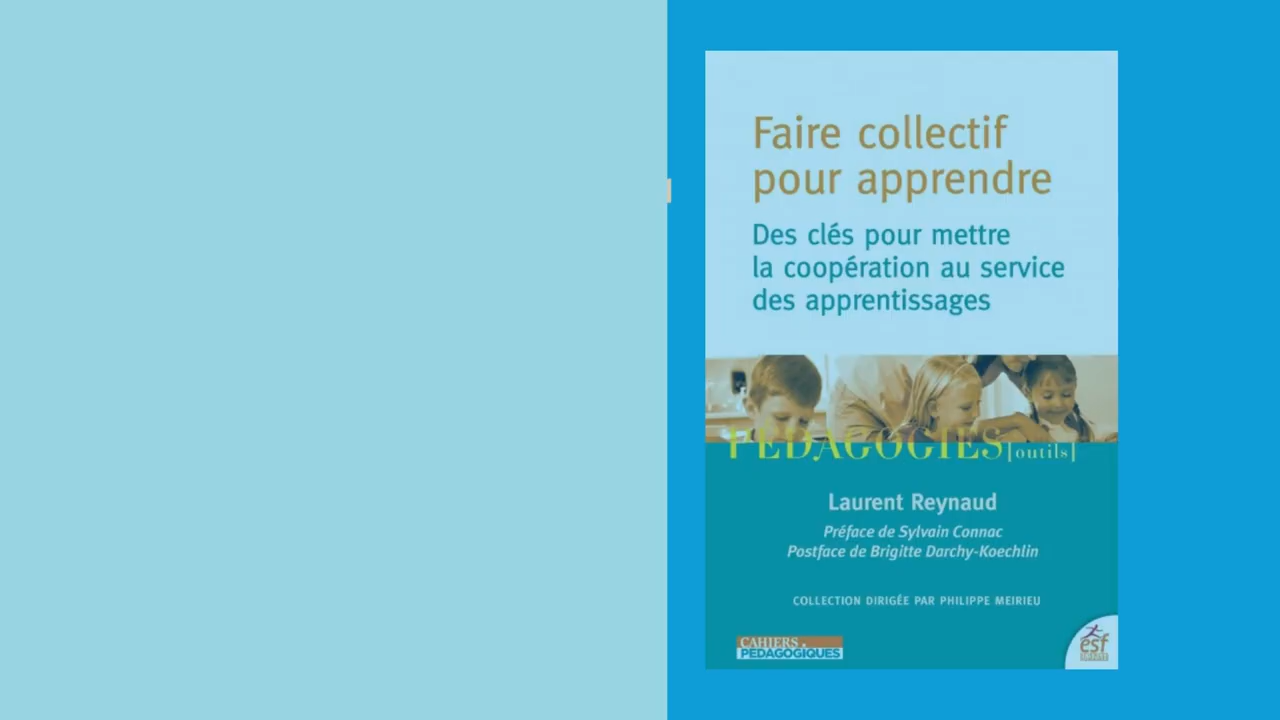 Faire collectif
pour apprendre
Des clés pour mettre
la coopération au service
des apprentissages
PÉDAGOGIES [outils]
Laurent Reynaud
Préface de Sylvain Connac
Postface de Brigitte Darchy-Koechlin
COLLECTION DIRIGÉE PAR PHILIPPE MEIRIEU
CAHIERS
PEDAGOGIQUES
esf